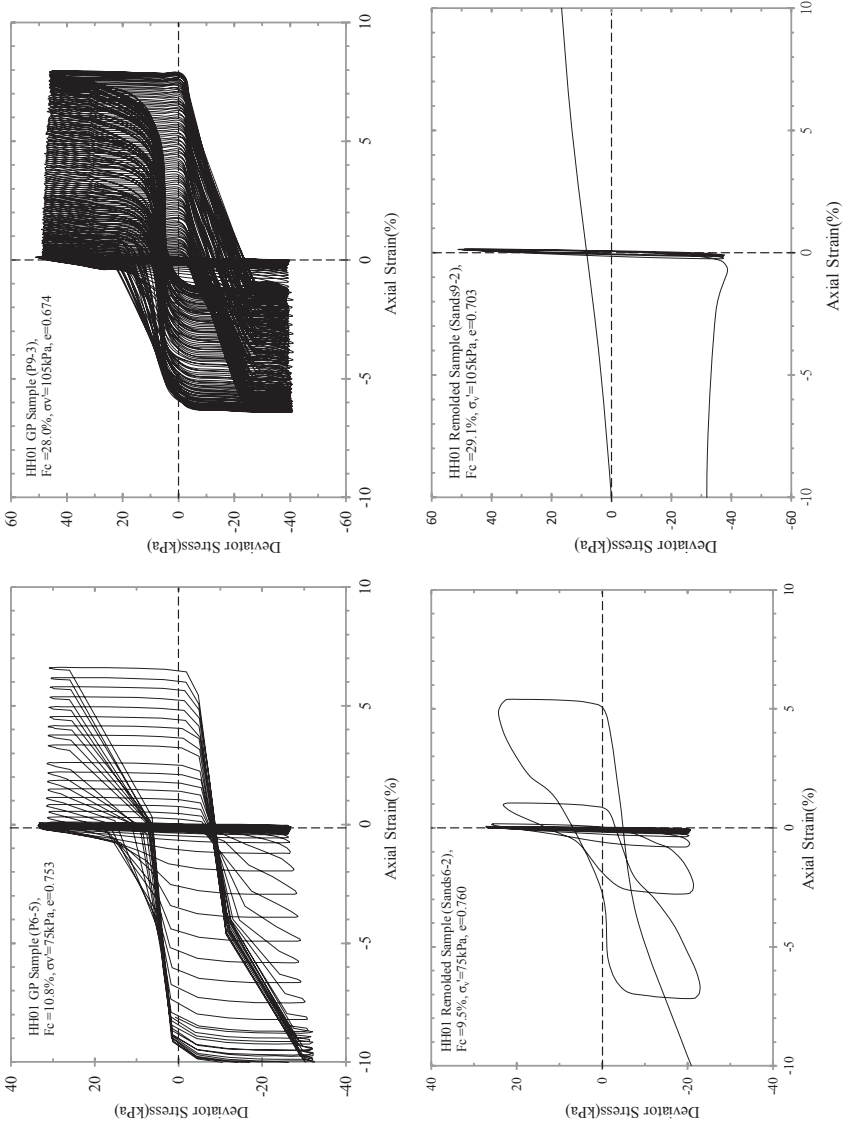 HH01 GP Sample (P6-5),
Fc =10.8%, σv'=75kPa, e=0.753
40
20
0
-20
-40
Deviator Stress(kPa)
-10
-5
0
5
10
Axial Strain(%)
HH01 GP Sample (P9-3),
Fc =28.0%, σv'=105kPa, e=0.674
60
40
20
0
-20
-40
-60
Deviator Stress(kPa)
-10
-5
0
5
10
Axial Strain(%)
HH01 Remolded Sample (Sands6-2),
Fc =9.5%, σv'=75kPa, e=0.760
40
20
0
-20
-40
Deviator Stress(kPa)
-10
-5
0
5
10
Axial Strain(%)
HH01 Remolded Sample (Sands9-2),
Fc =29.1%, σv'=105kPa, e=0.703
60
40
20
0
-20
-40
-60
Deviator Stress(kPa)
-10
-5
0
5
10
Axial Strain(%)